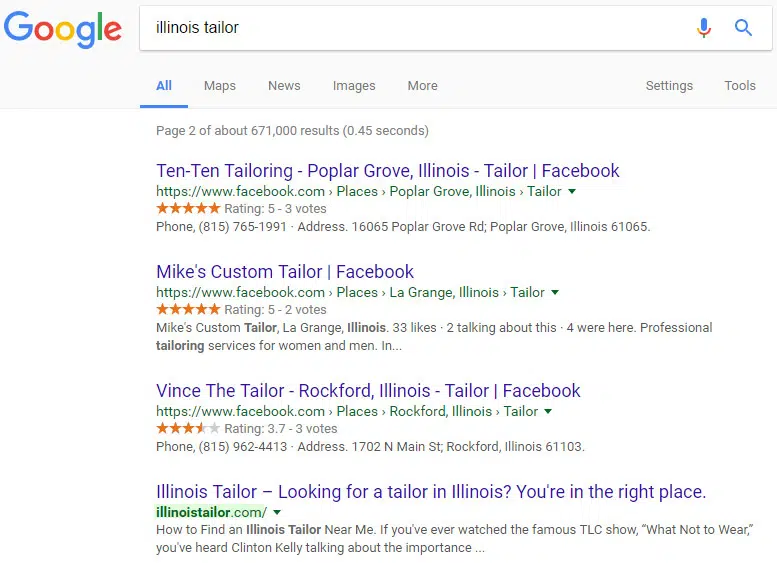 Google
illinois tailor
All Maps News Images More Settings Tools
Page 2 of about 671,000 results (0.45 seconds)
Ten-Ten Tailoring - Poplar Grove, Illinois - Tailor | Facebook
https://www.facebook.com › Places › Poplar Grove, Illinois › Tailor
Rating: 5 - 3 votes
Phone, (815) 765-1991 · Address. 16065 Poplar Grove Rd; Poplar Grove, Illinois 61065.
Mike's Custom Tailor | Facebook
https://www.facebook.com › Places › La Grange, Illinois › Tailor
Rating: 5 - 2 votes
Mike's Custom Tailor, La Grange, Illinois. 33 likes · 2 talking about this · 4 were here. Professional
tailoring services for women and men. In...
Vince The Tailor - Rockford, Illinois - Tailor | Facebook
https://www.facebook.com › Places › Rockford, Illinois › Tailor
Rating: 3.7 - 3 votes
Phone, (815) 962-4413 · Address. 1702 N Main St; Rockford, Illinois 61103.
Illinois Tailor – Looking for a tailor in Illinois? You're in the right place.
illinoistailor.com/
How to Find an Illinois Tailor Near Me. If you've ever watched the famous TLC show, “What Not to Wear,”
you've heard Clinton Kelly talking about the importance ...